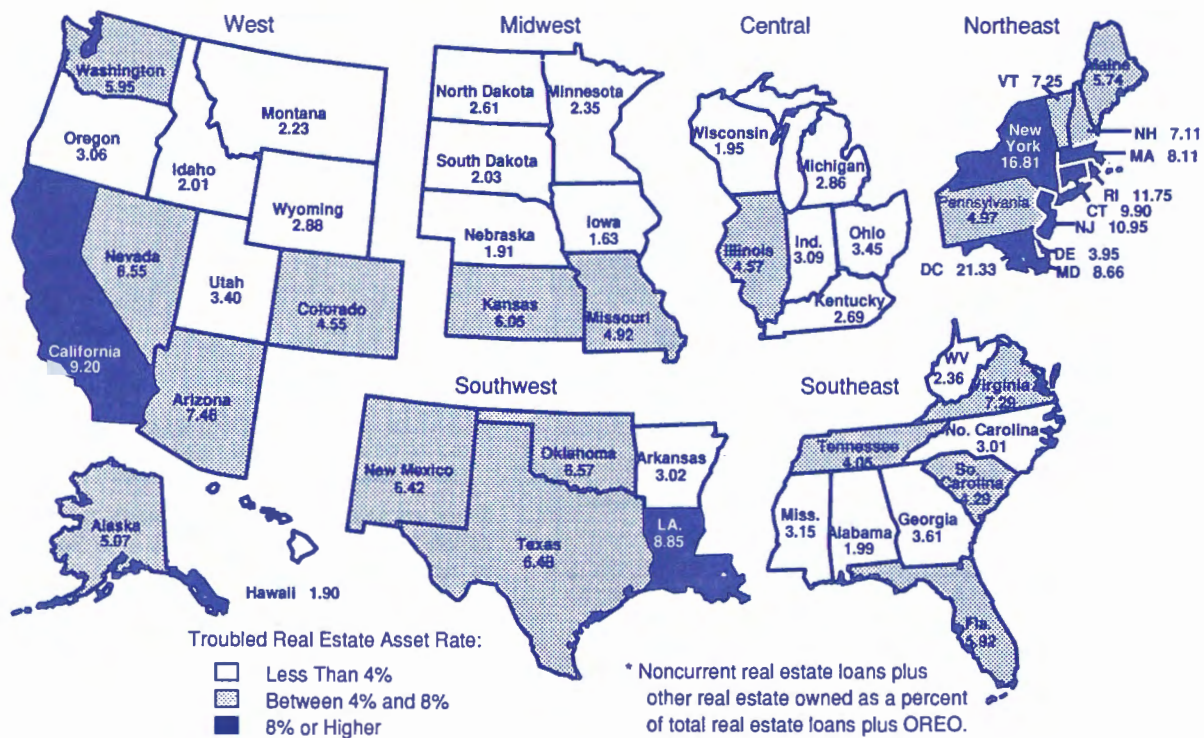 West
Midwest
Central
Northeast
Washington
5.95
Oregon
3.06
California
9.20
Nevada
6.55
Idaho
2.01
Montana
2.23
Wyoming
2.88
Utah
3.40
Colorado
4.55
Arizona
7.46
Alaska
5.07
Hawaii 1.90
North Dakota
2.61
South Dakota
2.03
Nebraska
1.91
Kansas
6.05
Minnesota
2.35
Iowa
1.63
Missouri
4.92
Wisconsin
1.95
Michigan
2.86
Illinois
4.57
Ind.
3.09
Ohio
3.45
Kentucky
2.69
Maine
5.74
VT 7.25
NH 7.11
MA 8.11
New
York
16.81
RI 11.75
CT 9.90
NJ 10.95
Pennsylvania
4.97
DE 3.95
MD 8.66
DC 21.33
Southwest
New Mexico
6.42
Oklahoma
6.57
Texas
6.48
Arkansas
3.02
LA.
8.85
Southeast
WV
2.36
Virginia
7.29
Tennessee
4.05
No. Carolina
3.01
So.
Carolina
4.29
Miss.
3.15
Alabama
1.99
Georgia
3.61
Fla.
Troubled Real Estate Asset Rate:
Less Than 4%
Between 4% and 8%
8% or Higher
* Noncurrent real estate loans plus
other real estate owned as a percent
of total real estate loans plus OREO.